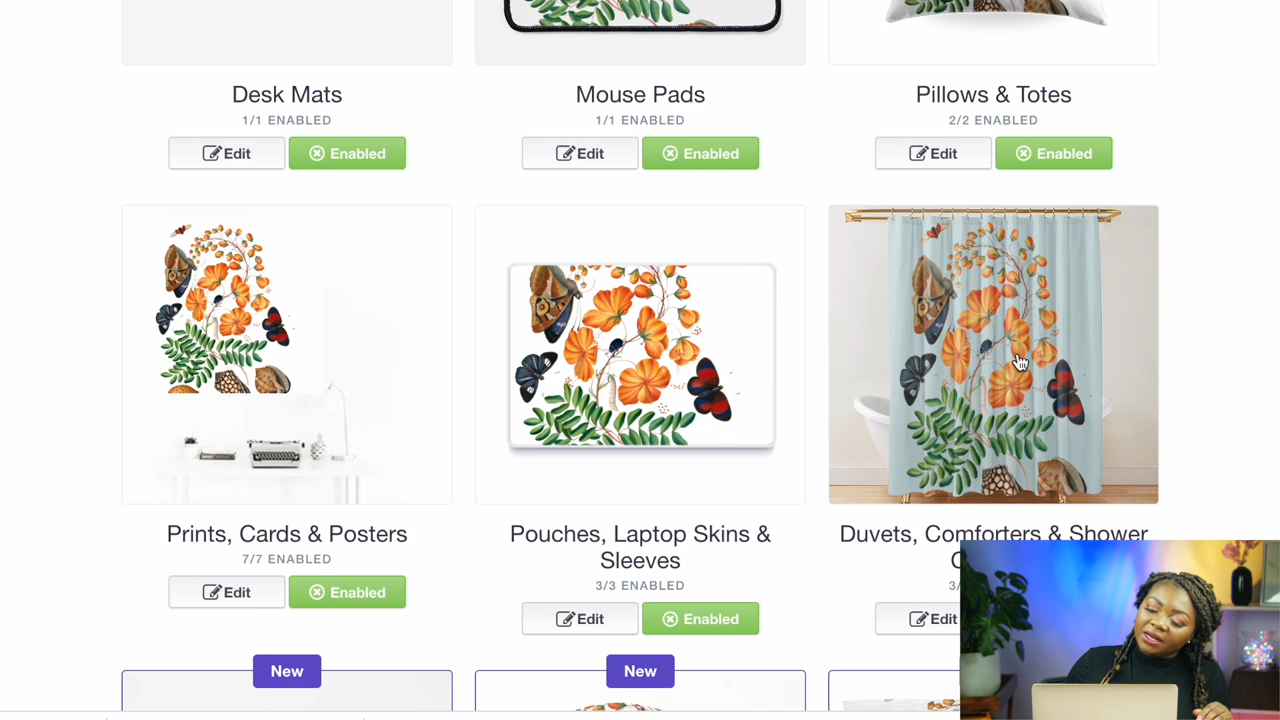 Desk Mats
1/1 ENABLED
Edit
Enabled
Mouse Pads
1/1 ENABLED
Edit
Enabled
Pillows & Totes
2/2 ENABLED
Edit
Enabled
Prints, Cards & Posters
7/7 ENABLED
Edit
Enabled
Pouches, Laptop Skins &
Sleeves
3/3 ENABLED
Edit
Enabled
Duvets, Comforters & Shower
Edit
New
New